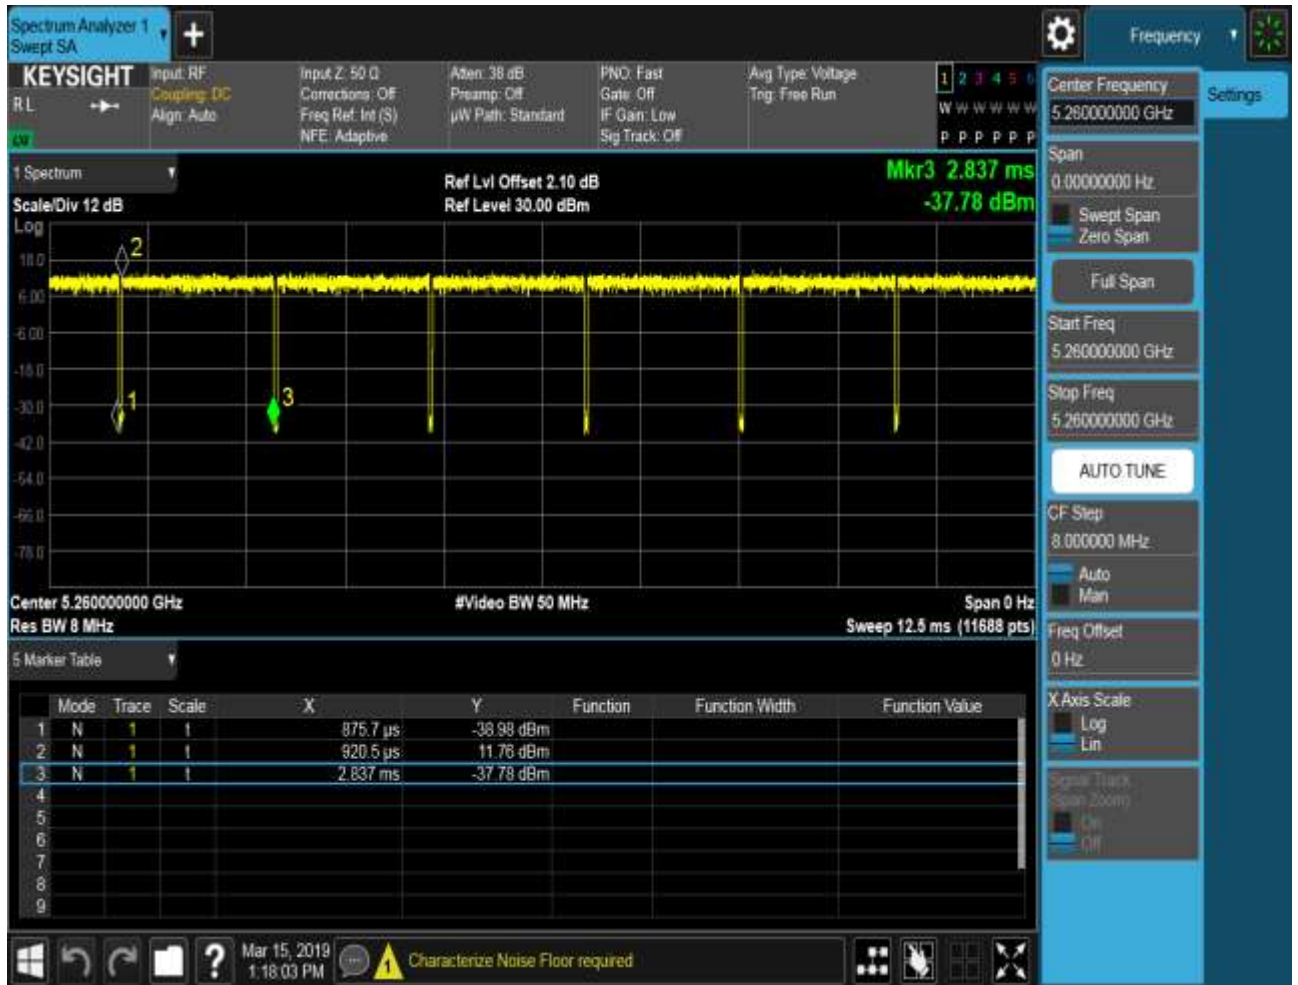 Spectrum Analyzer 1
Swept SA
+
Frequency
KEYSIGHT
RL
Input: RF
Coupling: DC
Align: Auto
Input Z: 50 Ω
Corrections: Off
Freq Ref: Int (S)
NFE: Adaptive
Atten: 38 dB
Preamp: Off
µW Path: Standard
PNO: Fast
Gate: Off
IF Gain: Low
Sig Track: Off
Avg Type: Voltage
Trig: Free Run
1 2 3 4 5 6
W W W W W W
P P P P P P
1 Spectrum
Scale/Div 12 dB
Log
Ref Lvl Offset 2.10 dB
Ref Level 30.00 dBm
Mkr3 2.837 ms
-37.78 dBm
18.0
6.00
-6.00
-18.0
-30.0
-42.0
-54.0
-66.0
-78.0
2
1
3
Center 5.260000000 GHz
Res BW 8 MHz
#Video BW 50 MHz
Span 0 Hz
Sweep 12.5 ms (11688 pts)
5 Marker Table
Mode Trace Scale X Y Function Function Width Function Value
1 N 1 t 875.7 µs -38.98 dBm
2 N 1 t 920.5 µs 11.76 dBm
3 N 1 t 2.837 ms -37.78 dBm
4
5
6
7
8
9
Mar 15, 2019
1:18:03 PM
?
1
Characterize Noise Floor required
Center Frequency
5.260000000 GHz
Settings
Span
0.00000000 Hz
Swept Span
Zero Span
Full Span
Start Freq
5.260000000 GHz
Stop Freq
5.260000000 GHz
AUTO TUNE
CF Step
8.000000 MHz
Auto
Man
Freq Offset
0 Hz
X Axis Scale
Log
Lin
Signal Track
(Span Zoom)
On
Off